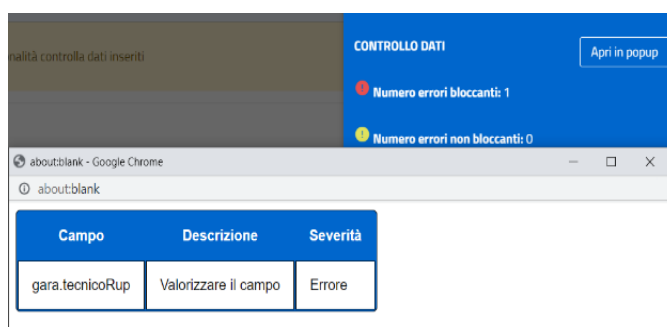 CONTROLLO DATI
Apri in popup
nalità controlla dati inseriti
Numero errori bloccanti: 1
Numero errori non bloccanti: 0
about:blank - Google Chrome
about:blank
Campo Descrizione Severità
gara.tecnicoRup Valorizzare il campo Errore